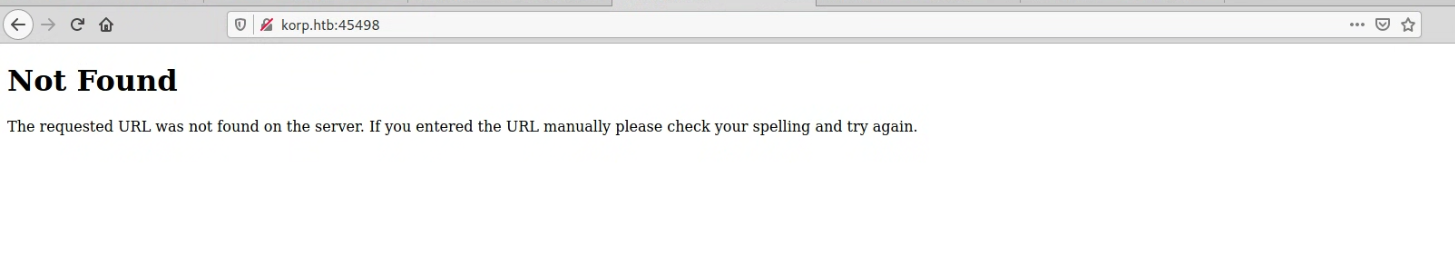 korp.htb:45498
Not Found
The requested URL was not found on the server. If you entered the URL manually please check your spelling and try again.